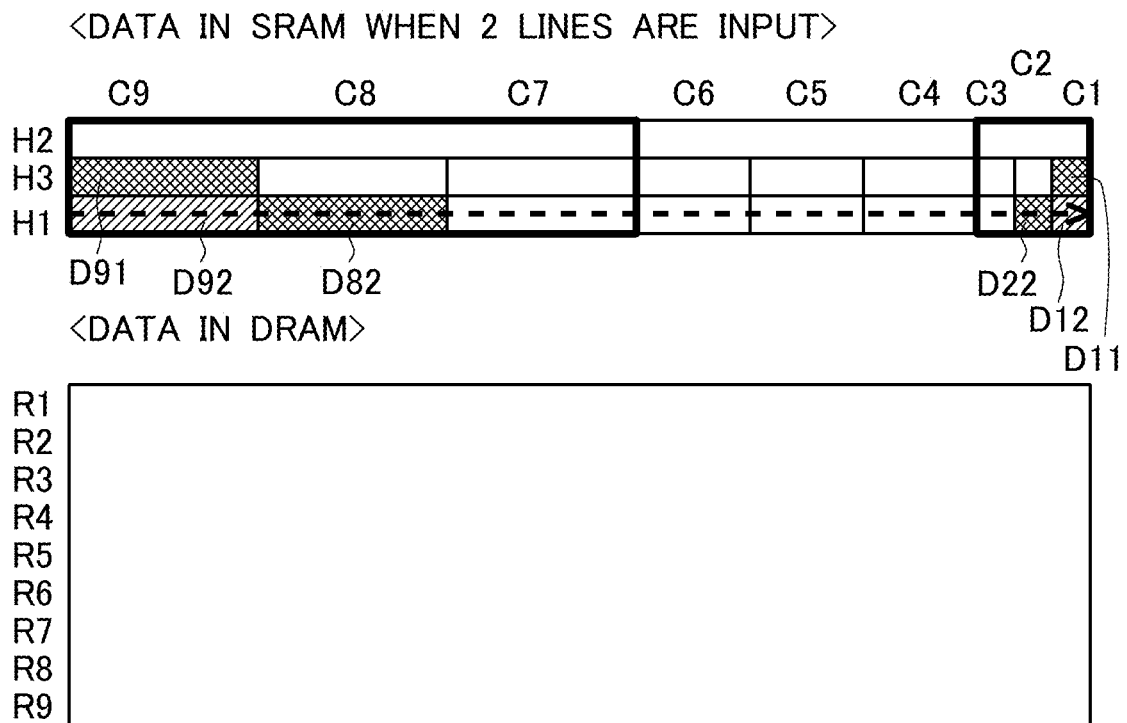 <DATA IN SRAM WHEN 2 LINES ARE INPUT>
C2
C9 C8 C7 C6 C5 C4 C3 C1
H2
H3
H1
D91 D92 D82 D22
D12
<DATA IN DRAM>
D11
R1
R2
R3
R4
R5
R6
R7
R8
R9